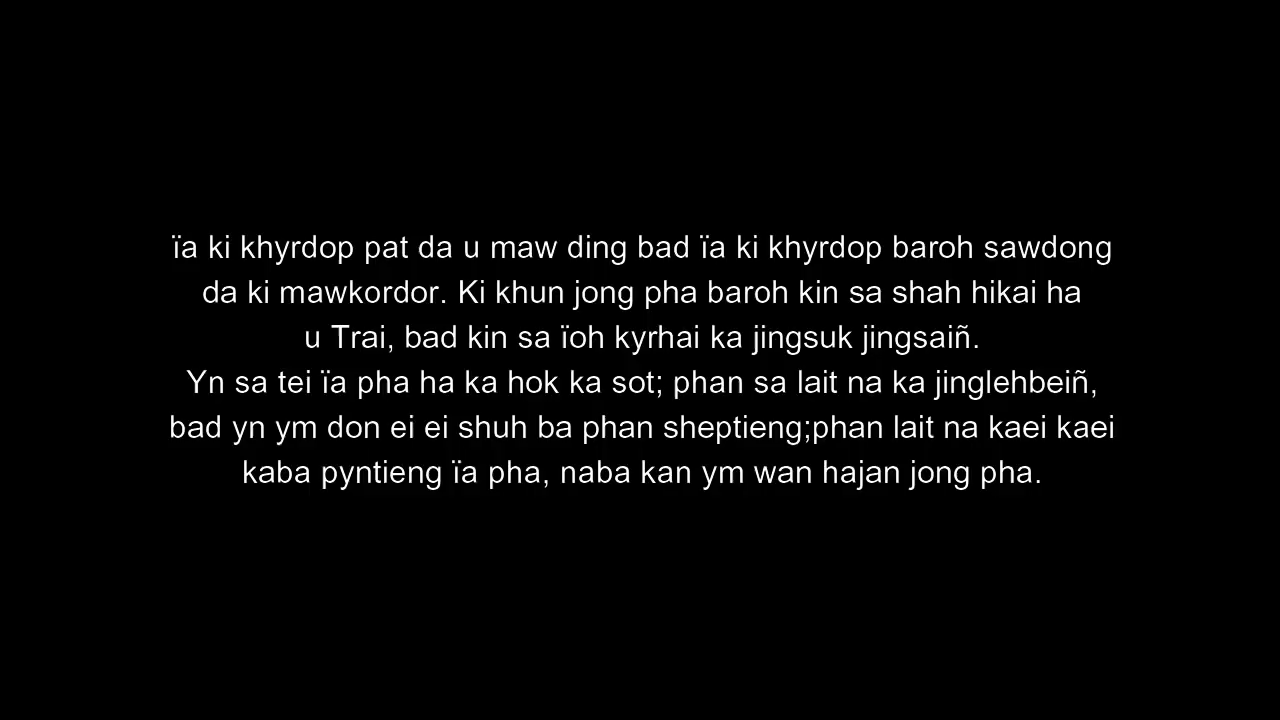 ïa ki khyrdop pat da u maw ding bad ïa ki khyrdop baroh sawdong
da ki mawkordor. Ki khun jong pha baroh kin sa shah hikai ha
u Trai, bad kin sa ïoh kyrhai ka jingsuk jingsaiñ.
Yn sa tei ïa pha ha ka hok ka sot; phan sa lait na ka jinglehbeiñ,
bad yn ym don ei ei shuh ba phan sheptieng;phan lait na kaei kaei
kaba pyntieng ïa pha, naba kan ym wan hajan jong pha.